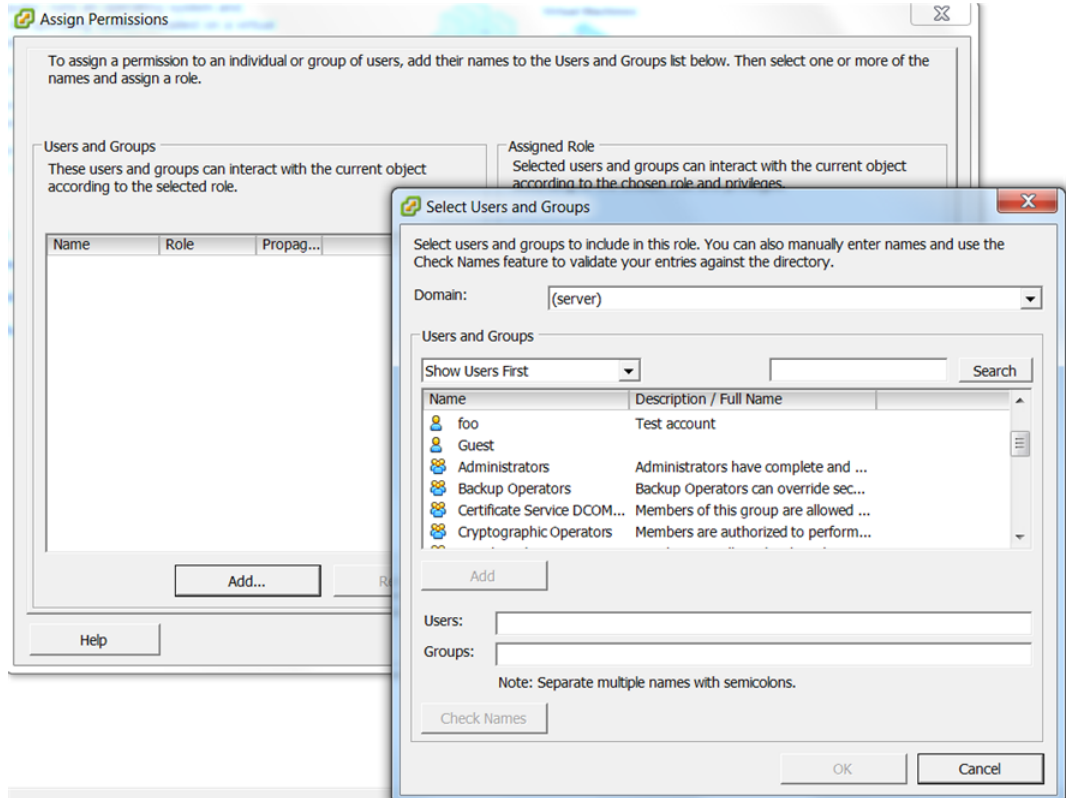 Assign Permissions
To assign a permission to an individual or group of users, add their names to the Users and Groups list below. Then select one or more of the
names and assign a role.
Users and Groups
These users and groups can interact with the current object
according to the selected role.
Assigned Role
Selected users and groups can interact with the current object
according to the chosen role and privileges.
Name Role Propag...
Add...
Help
Select Users and Groups
Select users and groups to include in this role. You can also manually enter names and use the
Check Names feature to validate your entries against the directory.
Domain: (server)
Users and Groups
Show Users First Search
Name Description / Full Name
foo Test account
Guest
Administrators Administrators have complete and ...
Backup Operators Backup Operators can override sec...
Certificate Service DCOM... Members of this group are allowed ...
Cryptographic Operators Members are authorized to perform...
Add
Users:
Groups:
Note: Separate multiple names with semicolons.
Check Names
OK Cancel